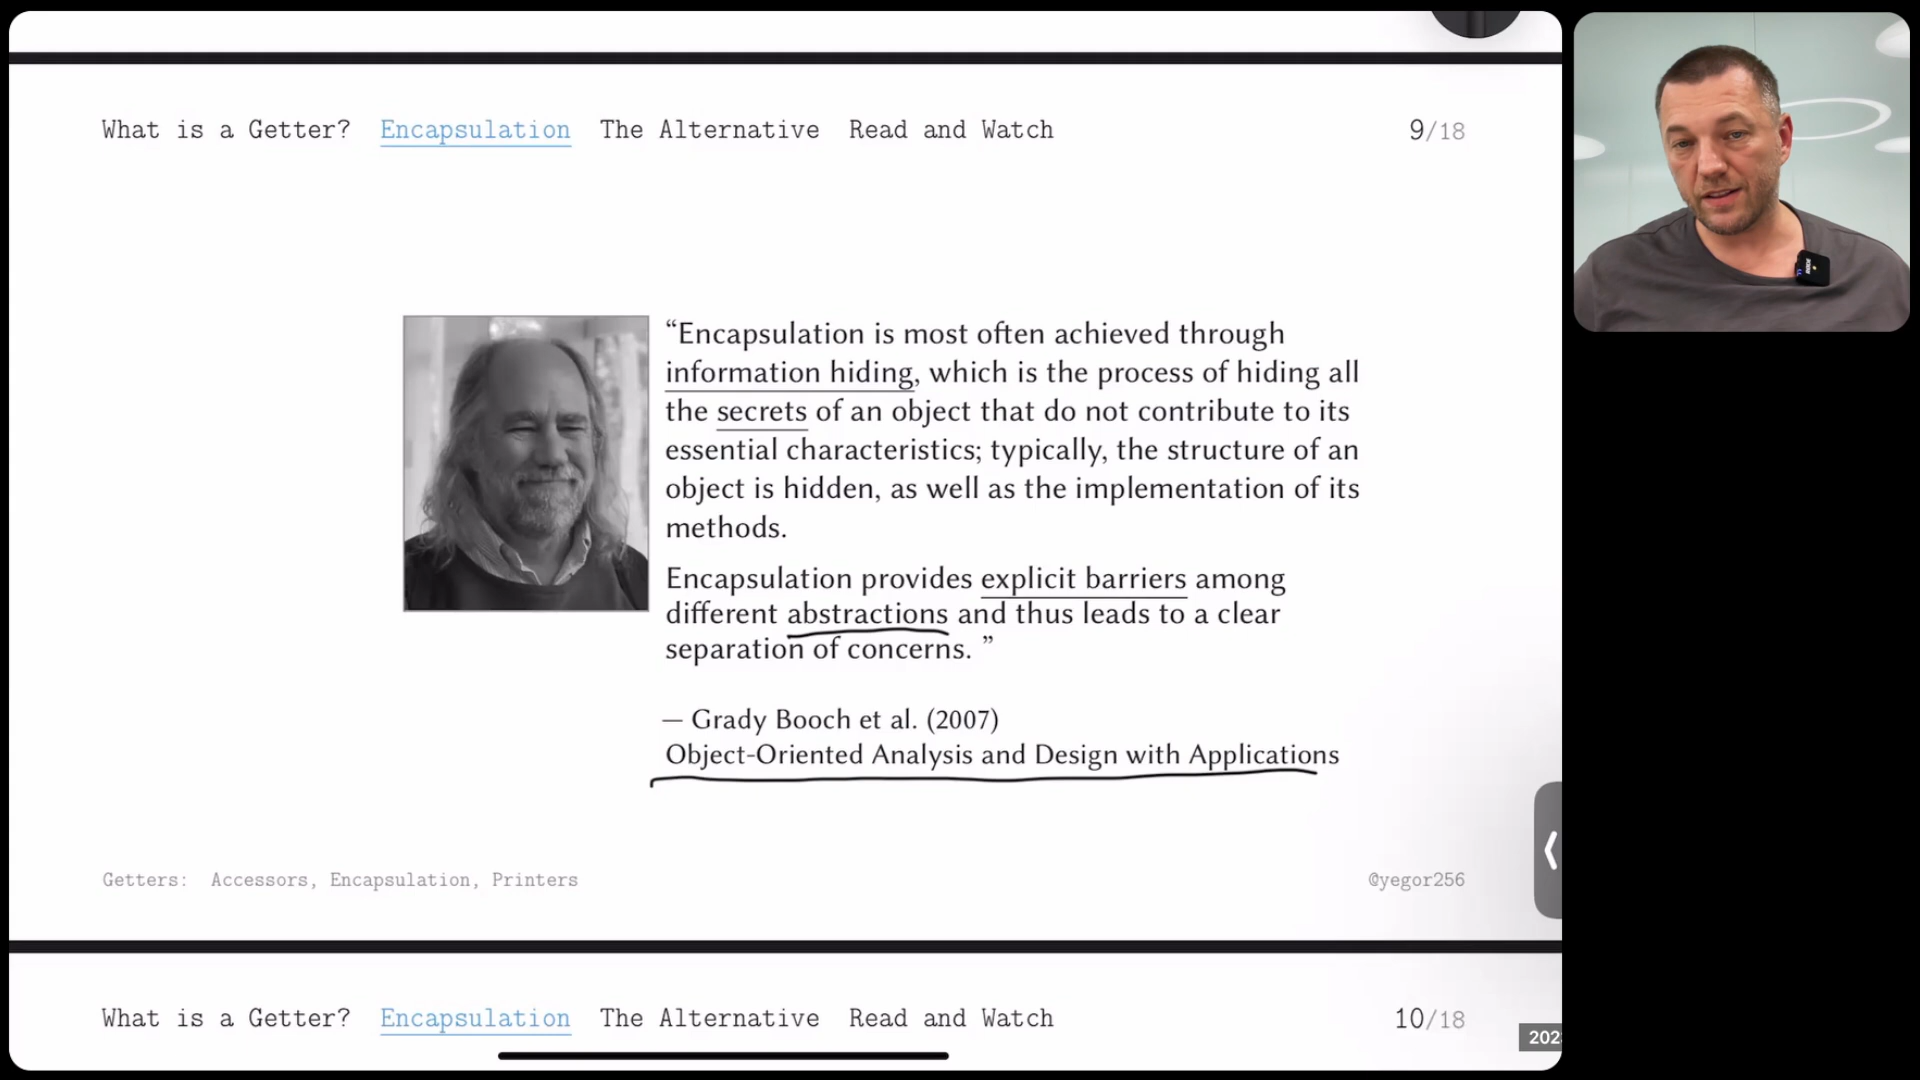 What is a Getter? Encapsulation The Alternative Read and Watch 9/18
“Encapsulation is most often achieved through
information hiding, which is the process of hiding all
the secrets of an object that do not contribute to its
essential characteristics; typically, the structure of an
object is hidden, as well as the implementation of its
methods.
Encapsulation provides explicit barriers among
different abstractions and thus leads to a clear
separation of concerns. ”
— Grady Booch et al. (2007)
Object-Oriented Analysis and Design with Applications
Getters: Accessors, Encapsulation, Printers @yegor256
What is a Getter? Encapsulation The Alternative Read and Watch 10/18